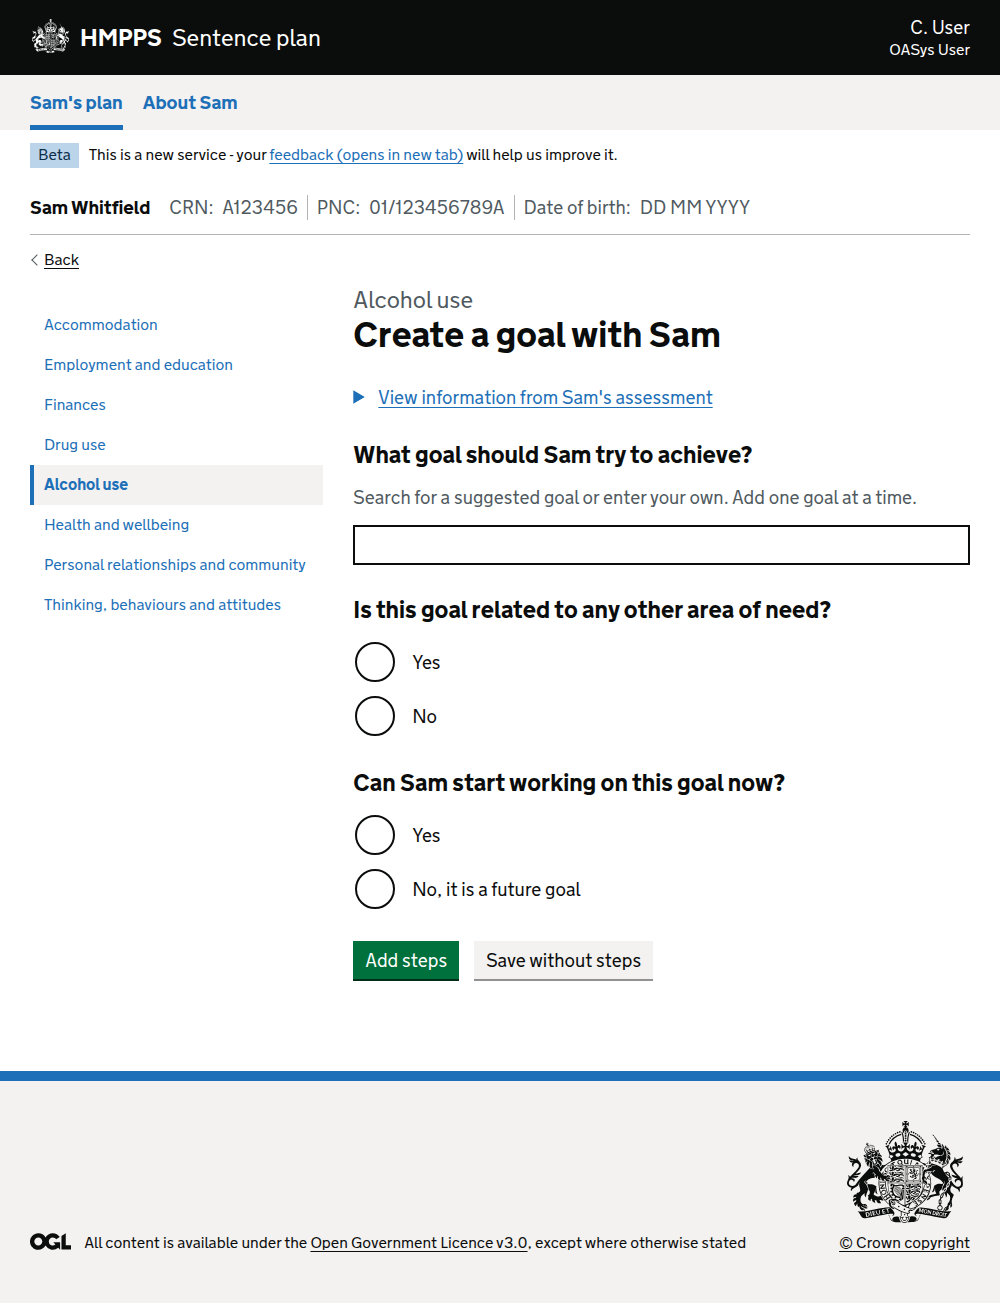 HMPPS Sentence plan
C. User
OASys User
Sam's plan About Sam
Beta This is a new service - your feedback (opens in new tab) will help us improve it.
Sam Whitfield CRN: A123456 PNC: 01/123456789A Date of birth: DD MM YYYY
Back
Accommodation
Employment and education
Finances
Drug use
Alcohol use
Health and wellbeing
Personal relationships and community
Thinking, behaviours and attitudes
Alcohol use
Create a goal with Sam
View information from Sam's assessment
What goal should Sam try to achieve?
Search for a suggested goal or enter your own. Add one goal at a time.
Is this goal related to any other area of need?
Yes
No
Can Sam start working on this goal now?
Yes
No, it is a future goal
Add steps Save without steps
DIEU ET MON DROIT
OGL All content is available under the Open Government Licence v3.0, except where otherwise stated
© Crown copyright